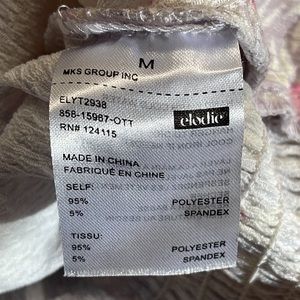 M
MKS GROUP INC
ELYT2938
858-15987-OTT
RN# 124115
elodie
MADE IN CHINA
FABRIQUÉ EN CHINE
SELF:
95% POLYESTER
5% SPANDEX
TISSU:
95% POLYESTER
5% SPANDEX